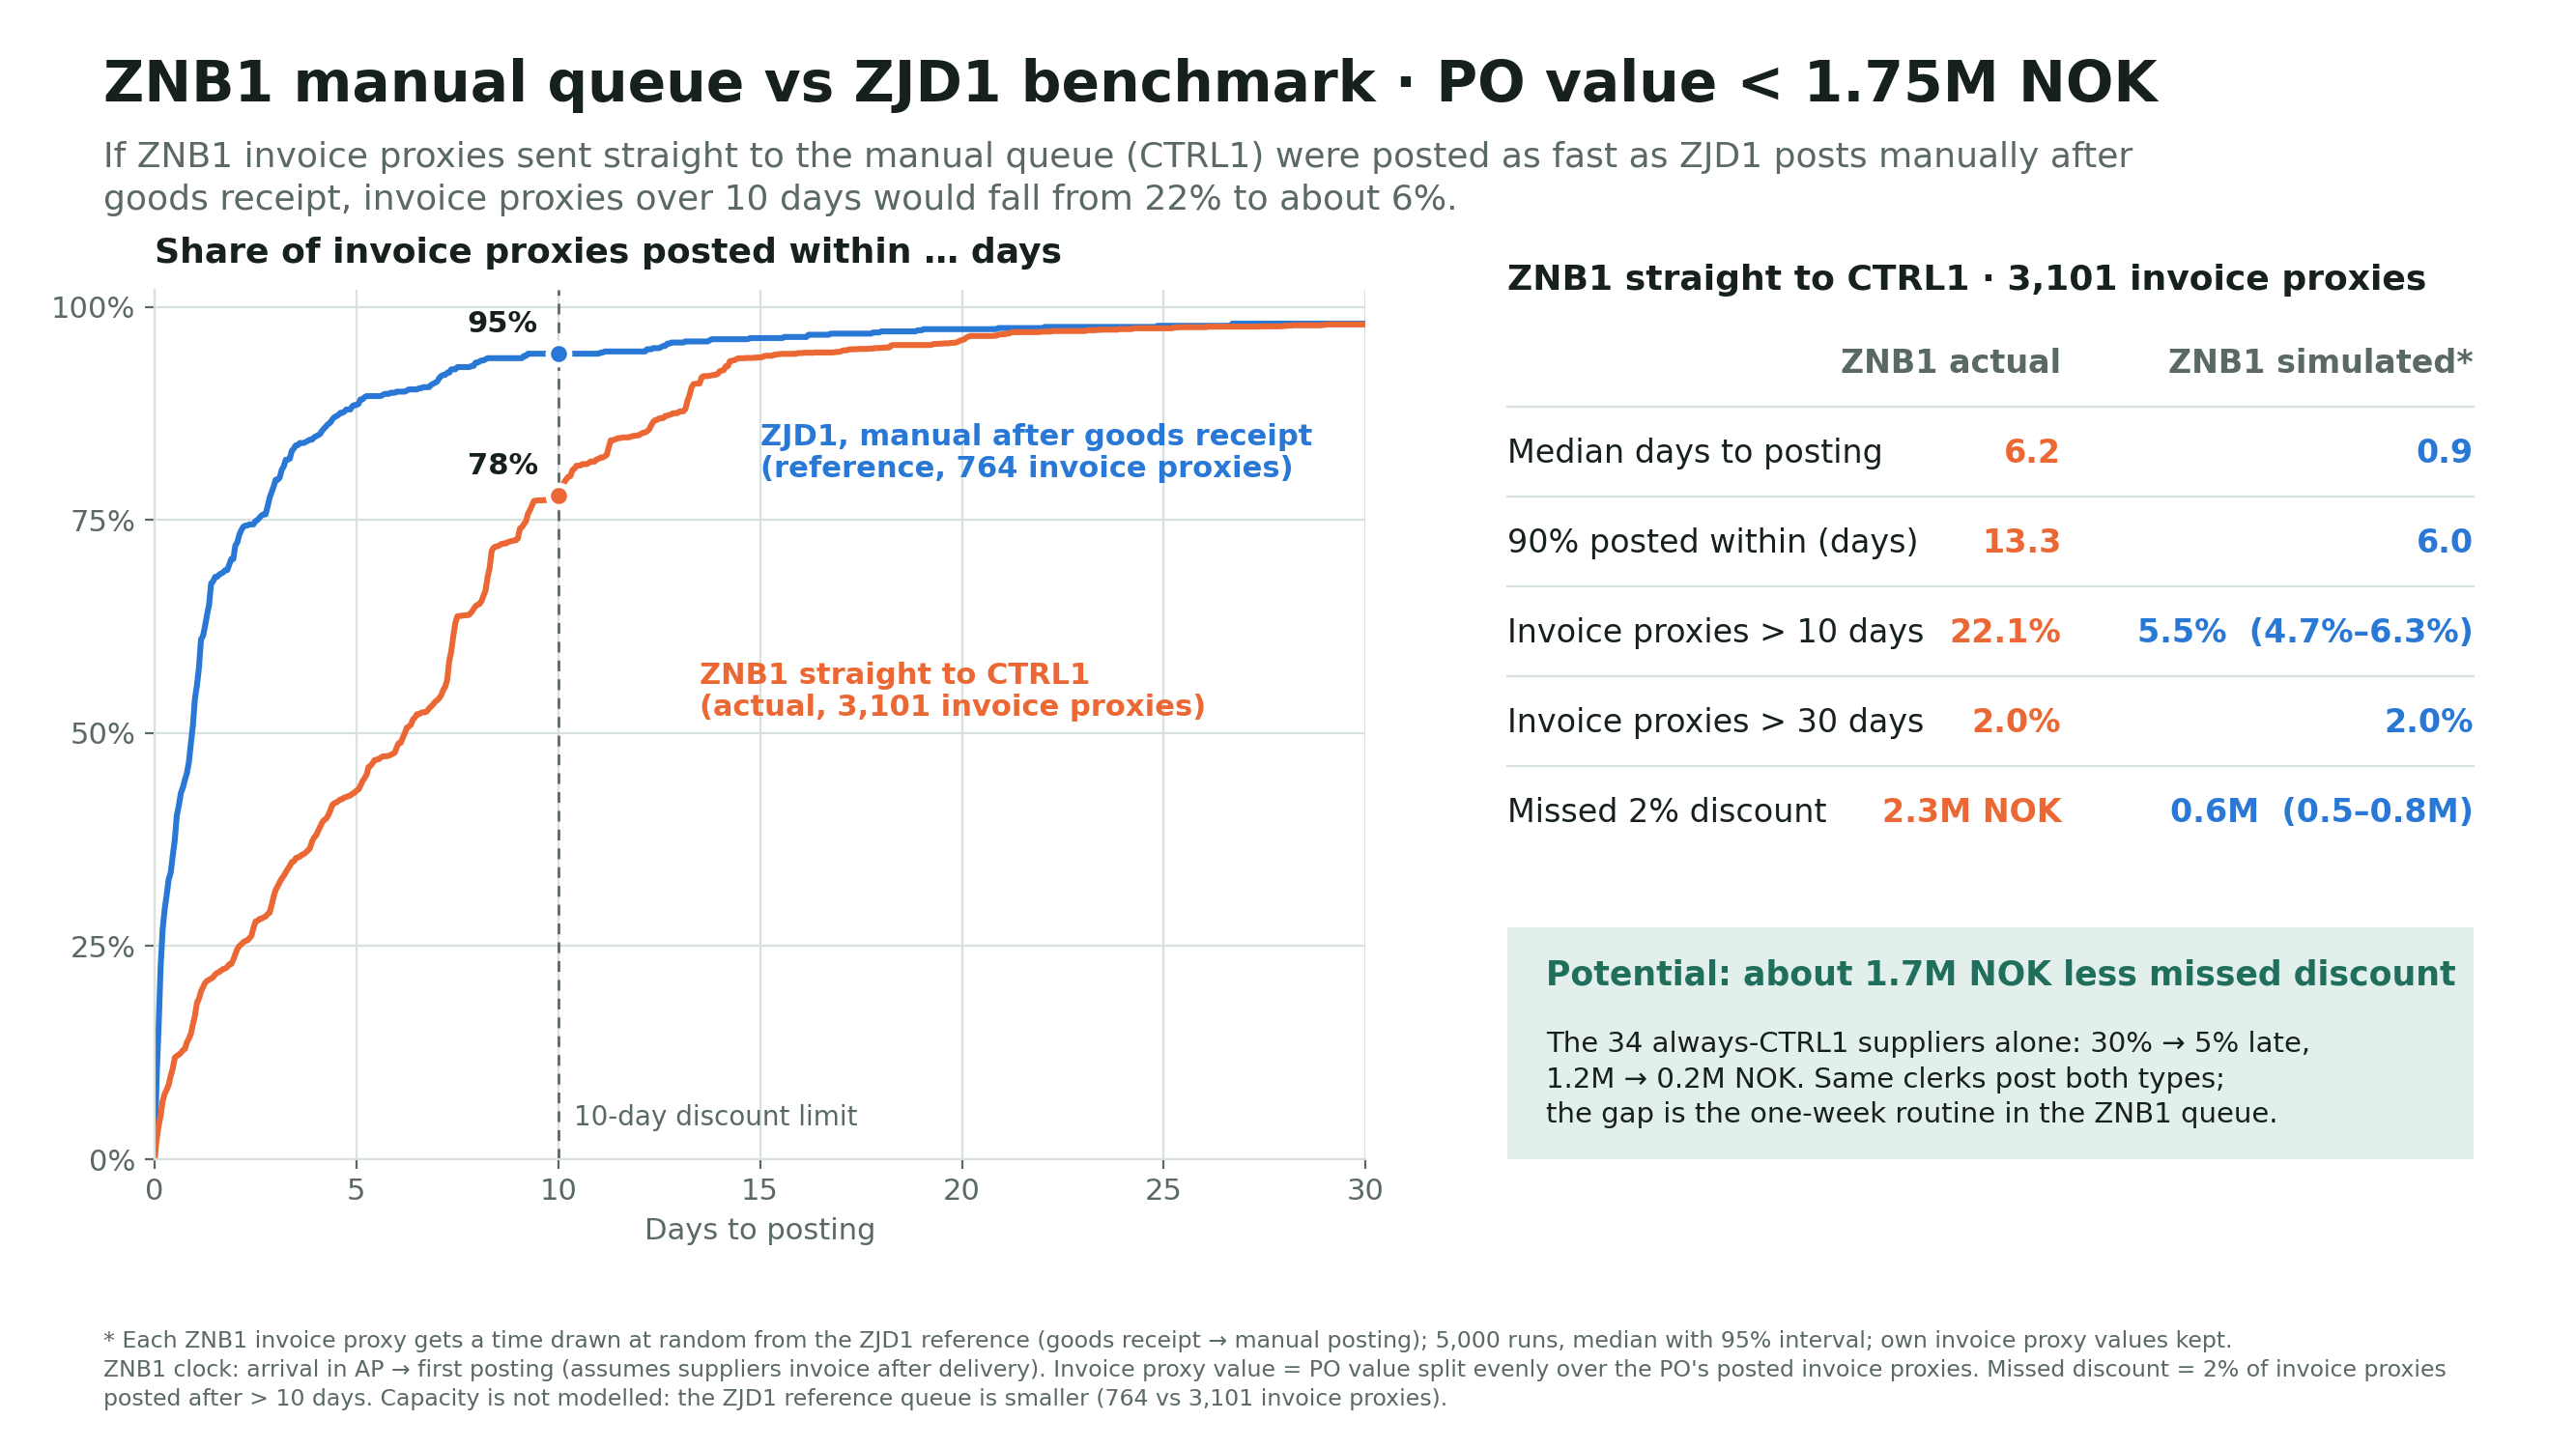 ZNB1 manual queue vs ZJD1 benchmark · PO value < 1.75M NOK
If ZNB1 invoice proxies sent straight to the manual queue (CTRL1) were posted as fast as ZJD1 posts manually after
goods receipt, invoice proxies over 10 days would fall from 22% to about 6%.
Share of invoice proxies posted within … days
100%
75%
50%
25%
0%
95%
78%
ZJD1, manual after goods receipt
(reference, 764 invoice proxies)
ZNB1 straight to CTRL1
(actual, 3,101 invoice proxies)
10-day discount limit
0 5 10 15 20 25 30
Days to posting
ZNB1 straight to CTRL1 · 3,101 invoice proxies
ZNB1 actual ZNB1 simulated*
Median days to posting 6.2 0.9
90% posted within (days) 13.3 6.0
Invoice proxies > 10 days 22.1% 5.5% (4.7%–6.3%)
Invoice proxies > 30 days 2.0% 2.0%
Missed 2% discount 2.3M NOK 0.6M (0.5–0.8M)
Potential: about 1.7M NOK less missed discount
The 34 always-CTRL1 suppliers alone: 30% → 5% late,
1.2M → 0.2M NOK. Same clerks post both types;
the gap is the one-week routine in the ZNB1 queue.
* Each ZNB1 invoice proxy gets a time drawn at random from the ZJD1 reference (goods receipt → manual posting); 5,000 runs, median with 95% interval; own invoice proxy values kept.
ZNB1 clock: arrival in AP → first posting (assumes suppliers invoice after delivery). Invoice proxy value = PO value split evenly over the PO's posted invoice proxies. Missed discount = 2% of invoice proxies
posted after > 10 days. Capacity is not modelled: the ZJD1 reference queue is smaller (764 vs 3,101 invoice proxies).